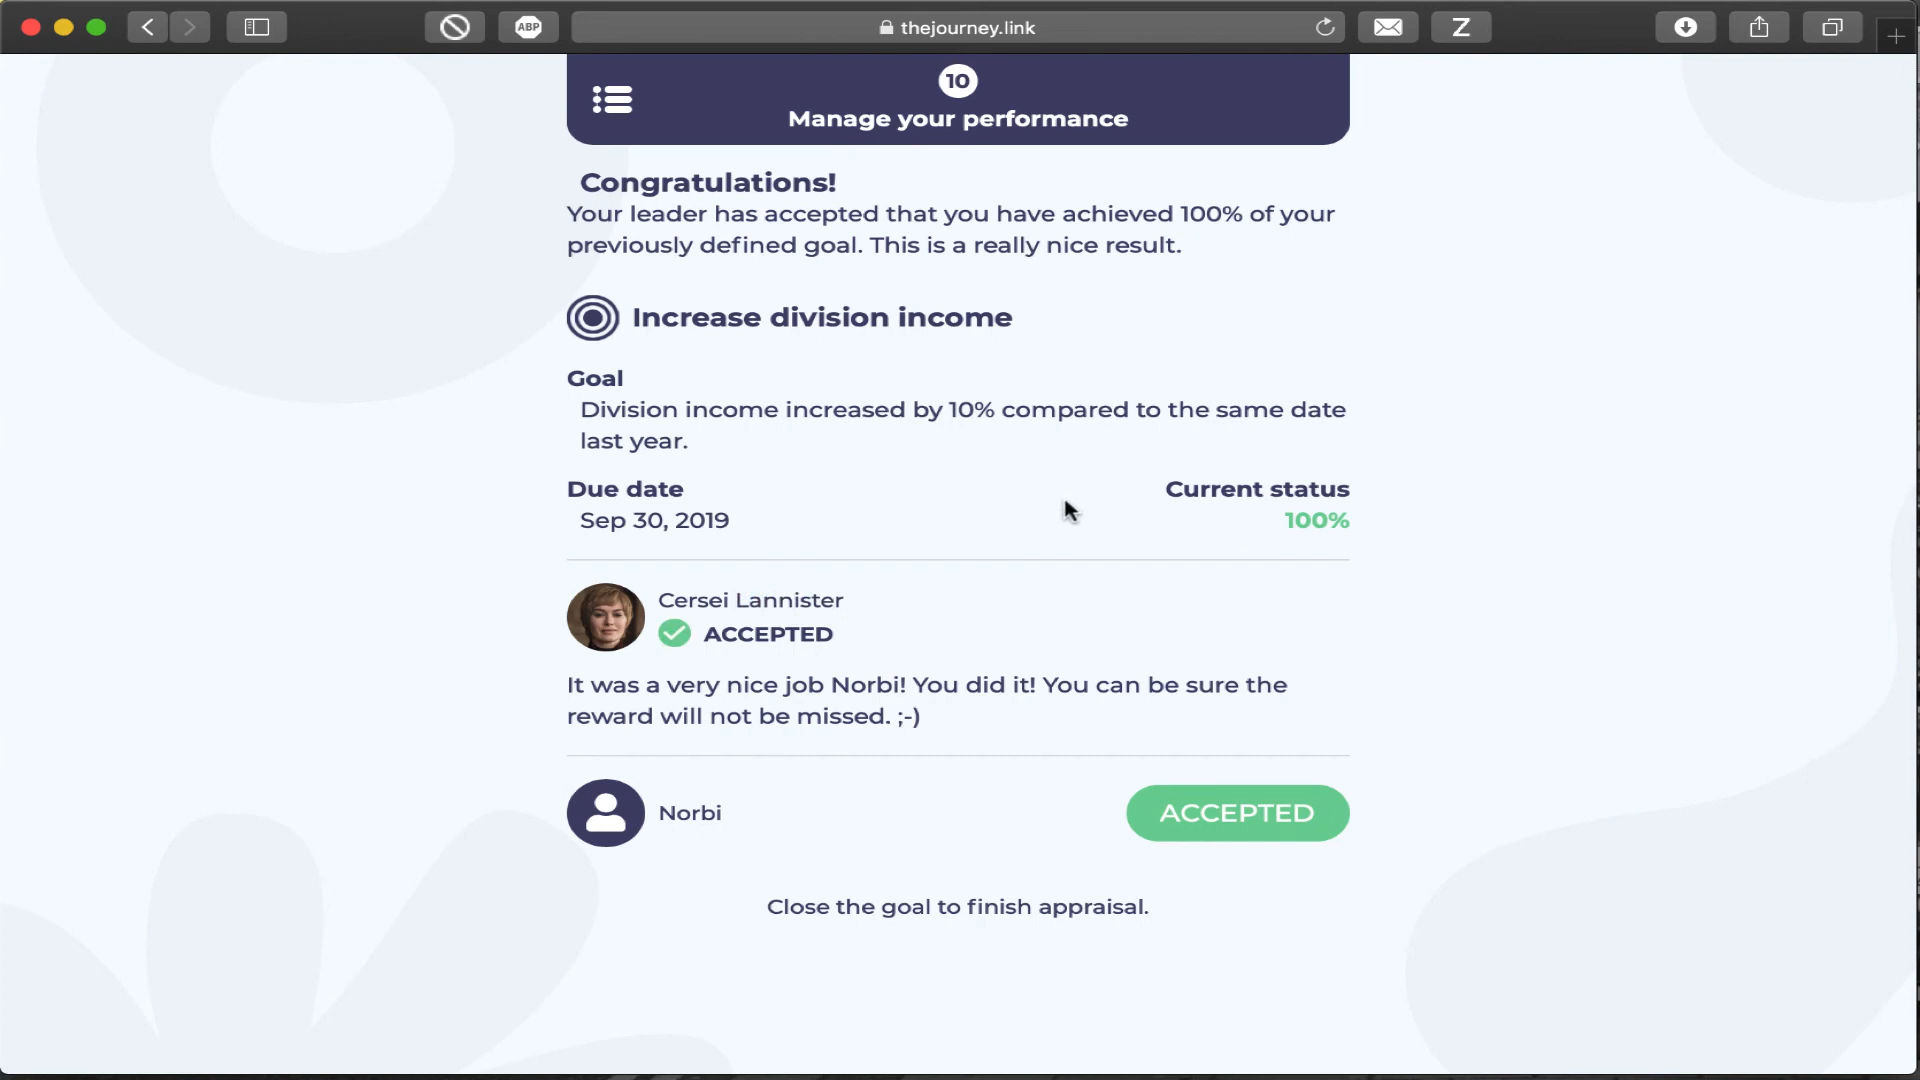 ABP
thejourney.link
Z
10
Manage your performance
Congratulations!
Your leader has accepted that you have achieved 100% of your
previously defined goal. This is a really nice result.
Increase division income
Goal
Division income increased by 10% compared to the same date
last year.
Due date
Current status
Sep 30, 2019
100%
Cersei Lannister
ACCEPTED
It was a very nice job Norbi! You did it! You can be sure the
reward will not be missed. ;-)
Norbi
ACCEPTED
Close the goal to finish appraisal.